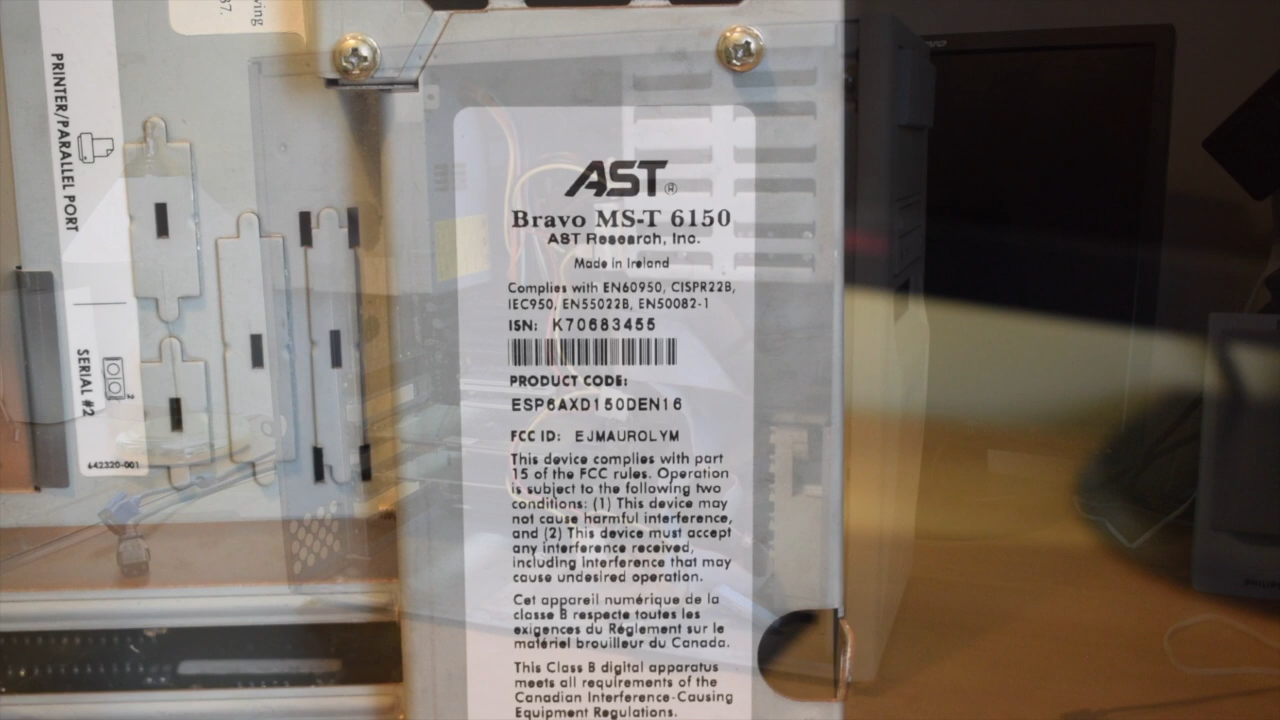 ving
37.
PRINTER/PARALLEL PORT
SERIAL #2
2
642320-001
AST®
Bravo MS-T 6150
AST Research, Inc.
Made in Ireland
Complies with EN60950, CISPR22B,
IEC950, EN55022B, EN50082-1
ISN: K70683455
PRODUCT CODE:
ESP6AXD150DEN16
FCC ID: EJMAUROLYM
This device complies with part
15 of the FCC rules. Operation
is subject to the following two
conditions: (1) This device may
not cause harmful interference,
and (2) This device must accept
any interference received,
including interference that may
cause undesired operation.
Cet appareil numérique de la
classe B respecte toutes les
exigences du Réglement sur le
matériel brouilleur du Canada.
This Class B digital apparatus
meets all requirements of the
Canadian Interference-Causing
Equipment Regulations.